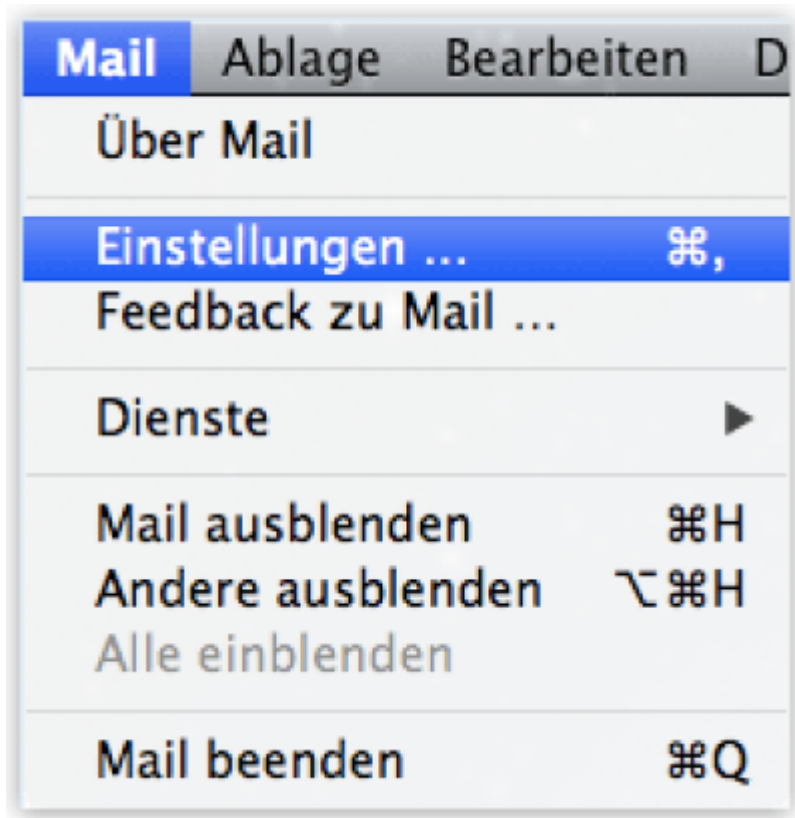 Mail Ablage Bearbeiten D
Über Mail
Einstellungen ... ⌘,
Feedback zu Mail ...
Dienste ▶
Mail ausblenden ⌘H
Andere ausblenden ⌥⌘H
Alle einblenden
Mail beenden ⌘Q